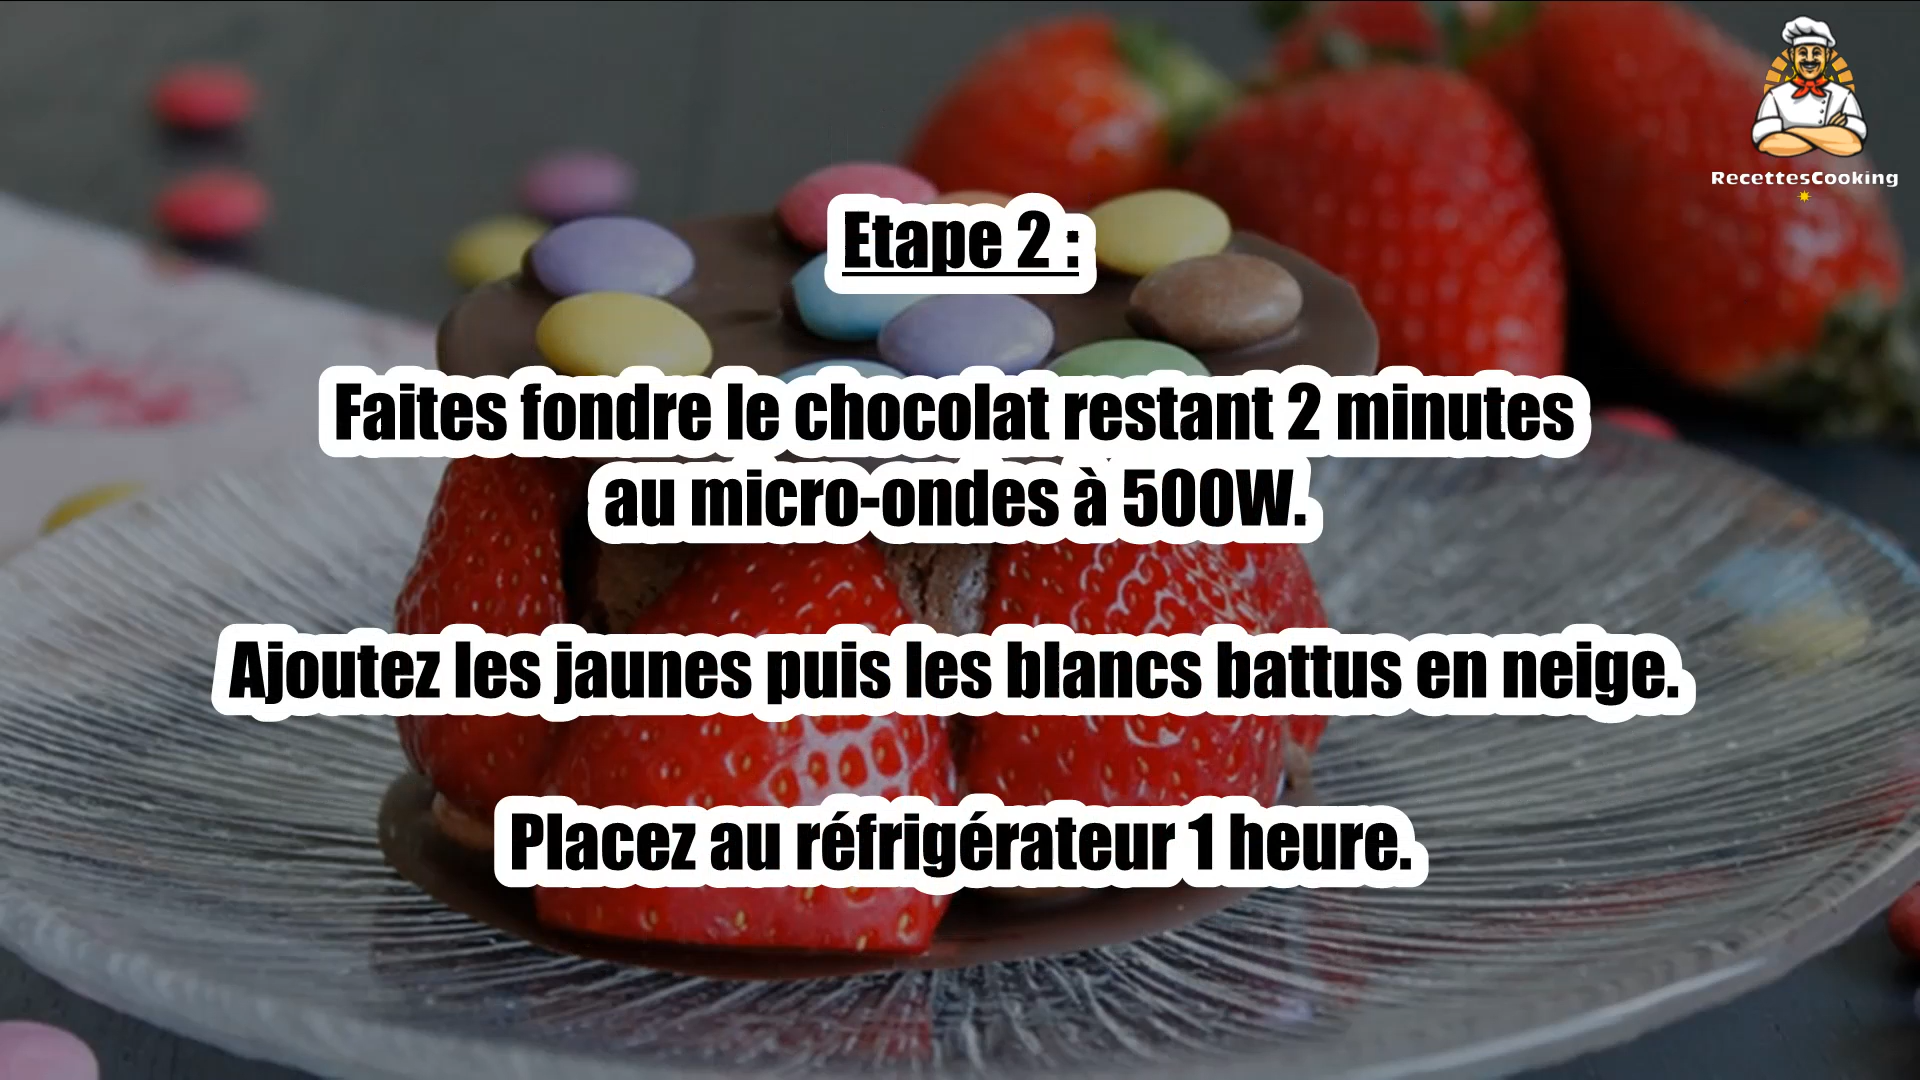 RecettesCooking
Etape 2 :
Faites fondre le chocolat restant 2 minutes
au micro-ondes à 500W.
Ajoutez les jaunes puis les blancs battus en neige.
Placez au réfrigérateur 1 heure.